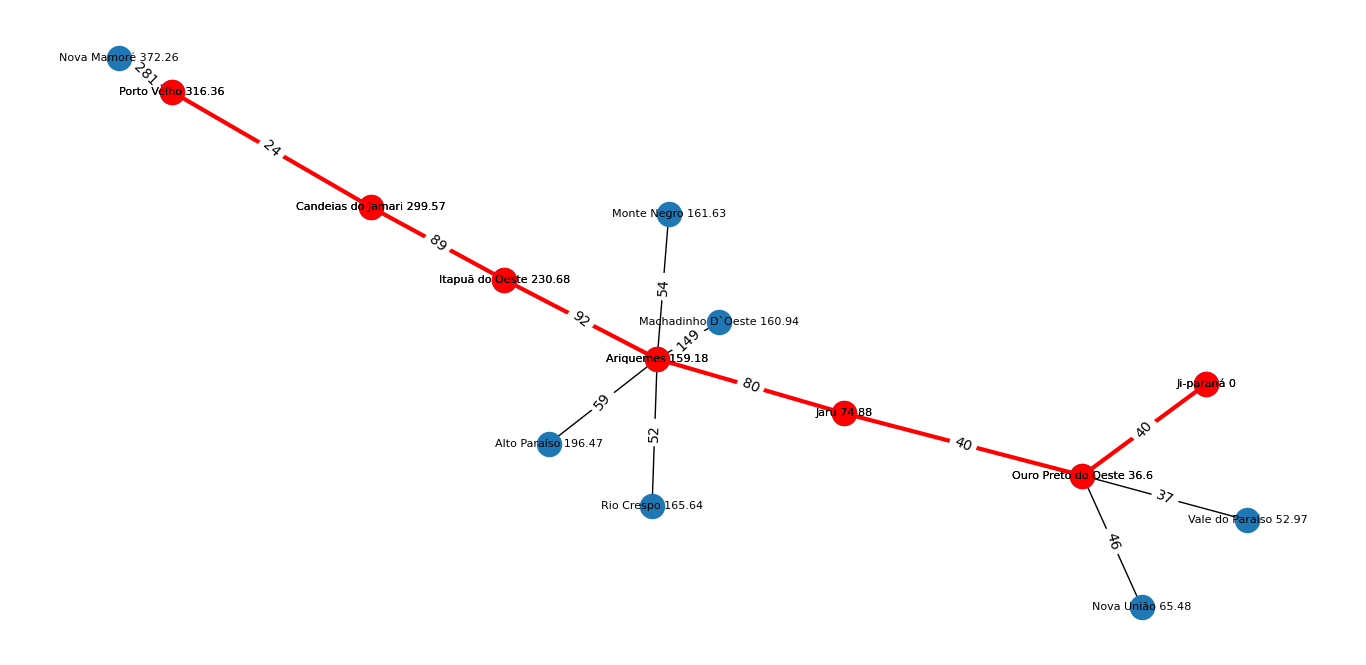 Nova Mamoré 372.26
281
Porto Velho 316.36
24
Candeias do Jamari 299.57
Monte Negro 161.63
89
Itapuã do Oeste 230.68
54
92
Machadinho D`Oeste 160.94
149
Ariquemes 159.18
80
Ji-paraná 0
59
Jaru 74.88
40
52
Alto Paraíso 196.47
40
Ouro Preto do Oeste 36.6
37
Rio Crespo 165.64
Vale do Paraíso 52.97
46
Nova União 65.48